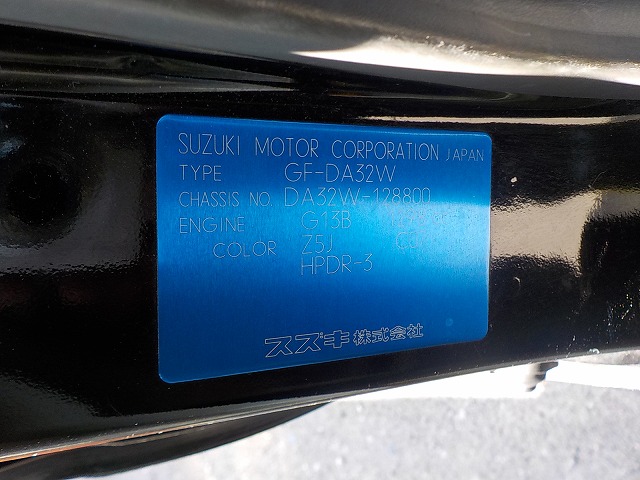 SUZUKI MOTOR CORPORATION JAPAN
TYPE GF-DA32W
CHASSIS NO. DA32W-128800
ENGINE G13B
COLOR Z5J
HPDR-3
スズキ株式会社